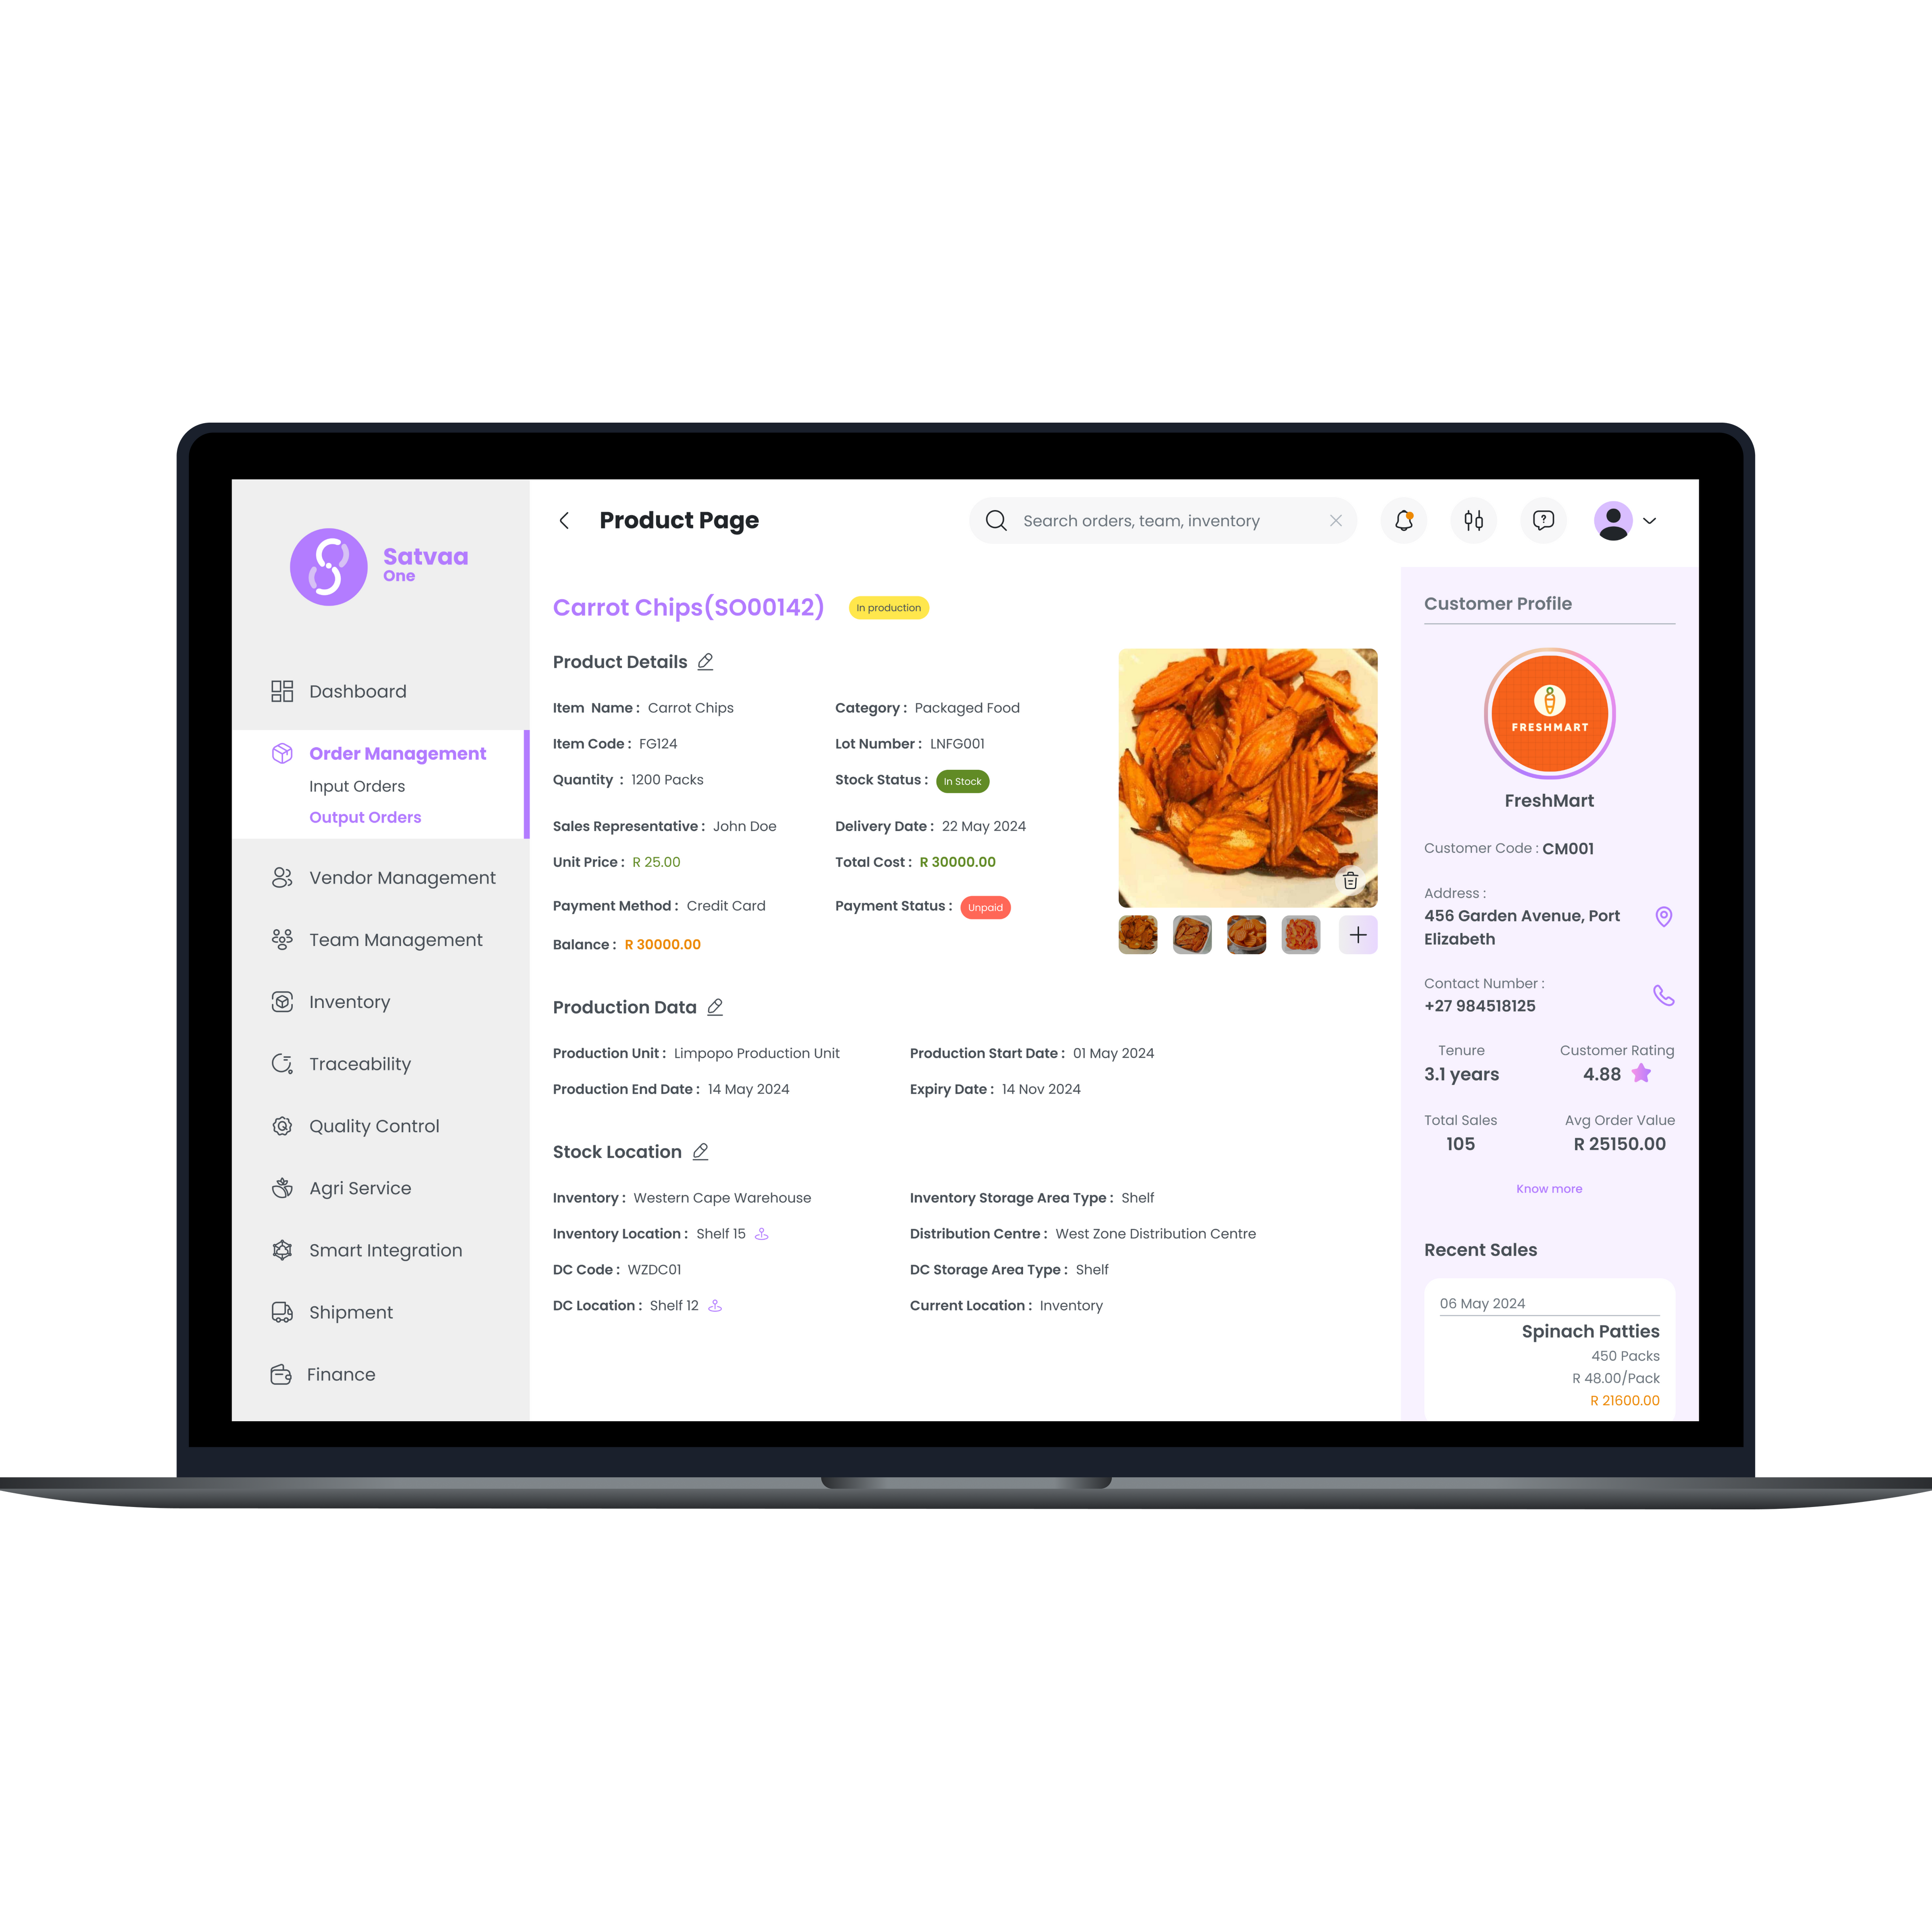 Satvaa
One
Dashboard
Order Management
Input Orders
Output Orders
Vendor Management
Team Management
Inventory
Traceability
Quality Control
Agri Service
Smart Integration
Shipment
Finance
Product Page
Search orders, team, inventory
Carrot Chips(SO00142) In production
Product Details
Item Name : Carrot Chips Category : Packaged Food
Item Code : FG124 Lot Number : LNFG001
Quantity : 1200 Packs Stock Status : In Stock
Sales Representative : John Doe Delivery Date : 22 May 2024
Unit Price : R 25.00 Total Cost : R 30000.00
Payment Method : Credit Card Payment Status : Unpaid
Balance : R 30000.00
Production Data
Production Unit : Limpopo Production Unit Production Start Date : 01 May 2024
Production End Date : 14 May 2024 Expiry Date : 14 Nov 2024
Stock Location
Inventory : Western Cape Warehouse Inventory Storage Area Type : Shelf
Inventory Location : Shelf 15 Distribution Centre : West Zone Distribution Centre
DC Code : WZDC01 DC Storage Area Type : Shelf
DC Location : Shelf 12 Current Location : Inventory
Customer Profile
FRESHMART
FreshMart
Customer Code : CM001
Address :
456 Garden Avenue, Port
Elizabeth
Contact Number :
+27 984518125
Tenure Customer Rating
3.1 years 4.88
Total Sales Avg Order Value
105 R 25150.00
Know more
Recent Sales
06 May 2024
Spinach Patties
450 Packs
R 48.00/Pack
R 21600.00